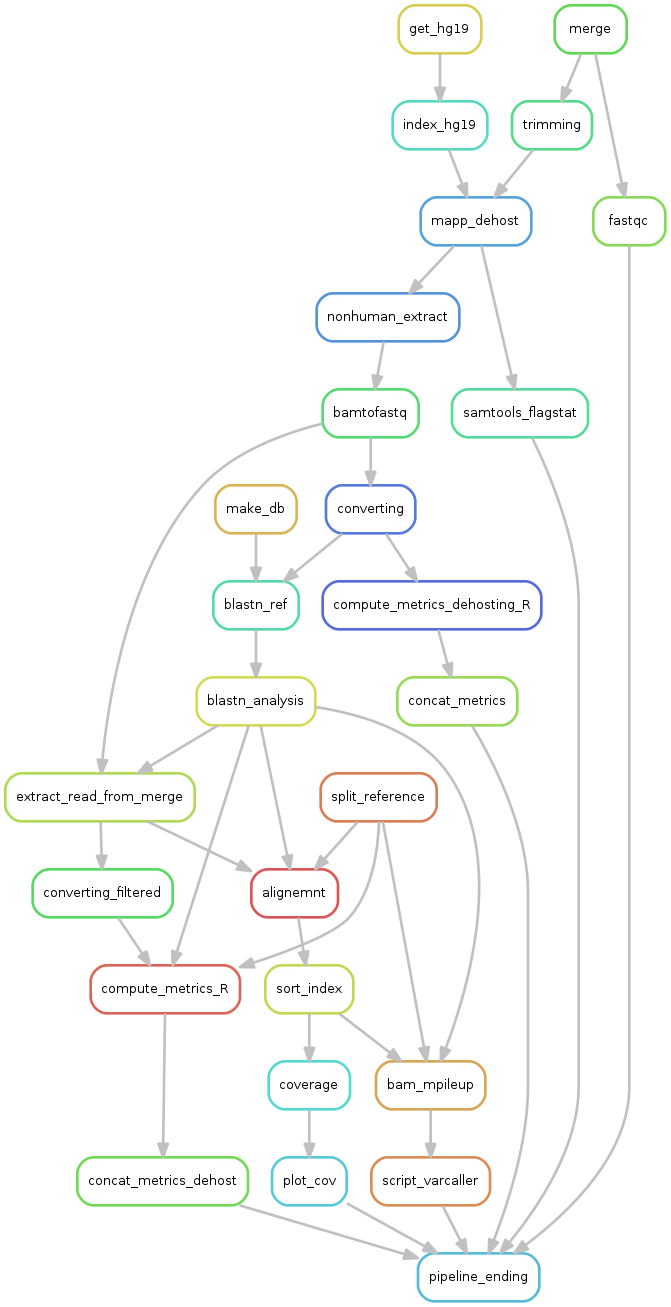 get_hg19
merge
index_hg19
trimming
mapp_dehost
fastqc
nonhuman_extract
bamtofastq
samtools_flagstat
make_db
converting
blastn_ref
compute_metrics_dehosting_R
blastn_analysis
concat_metrics
extract_read_from_merge
split_reference
converting_filtered
alignemnt
compute_metrics_R
sort_index
coverage
bam_mpileup
concat_metrics_dehost
plot_cov
script_varcaller
pipeline_ending